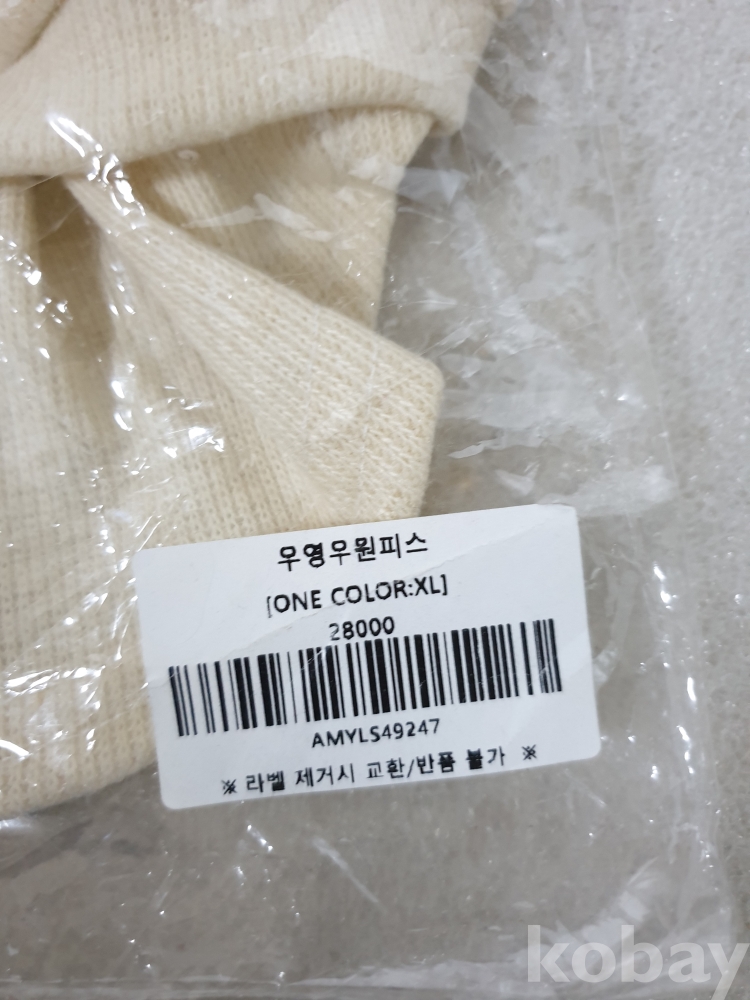 우영우원피스
[ONE COLOR:XL]
28000
AMYLS49247
※ 라벨 제거시 교환/반품 불가 ※
kobay